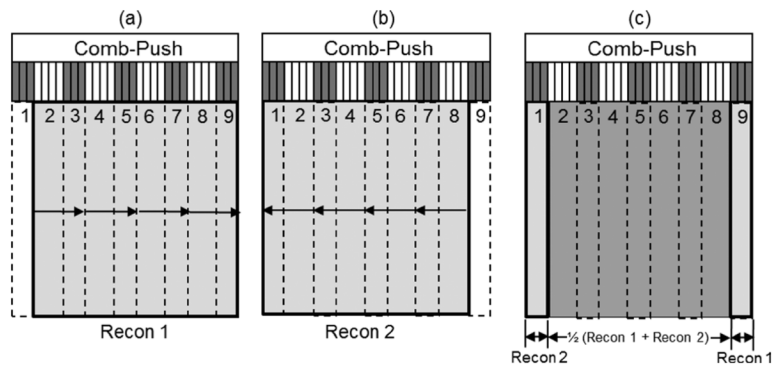 (a)
Comb-Push
1 2 3 4 5 6 7 8 9
Recon 1
(b)
Comb-Push
1 2 3 4 5 6 7 8 9
Recon 2
(c)
Comb-Push
1 2 3 4 5 6 7 8 9
½ (Recon 1 + Recon 2)
Recon 2
Recon 1